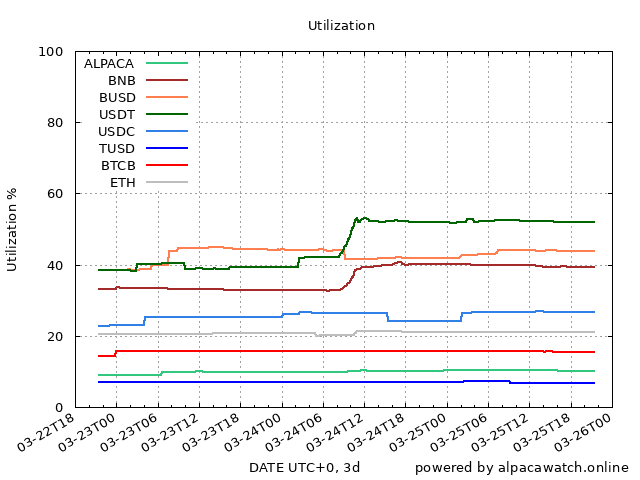 Utilization
100
80
60
40
20
0
Utilization %
ALPACA
BNB
BUSD
USDT
USDC
TUSD
BTCB
ETH
03-22T18
03-23T00
03-23T06
03-23T12
03-23T18
03-24T00
03-24T06
03-24T12
03-24T18
03-25T00
03-25T06
03-25T12
03-25T18
03-26T00
DATE UTC+0, 3d
powered by alpacawatch.online